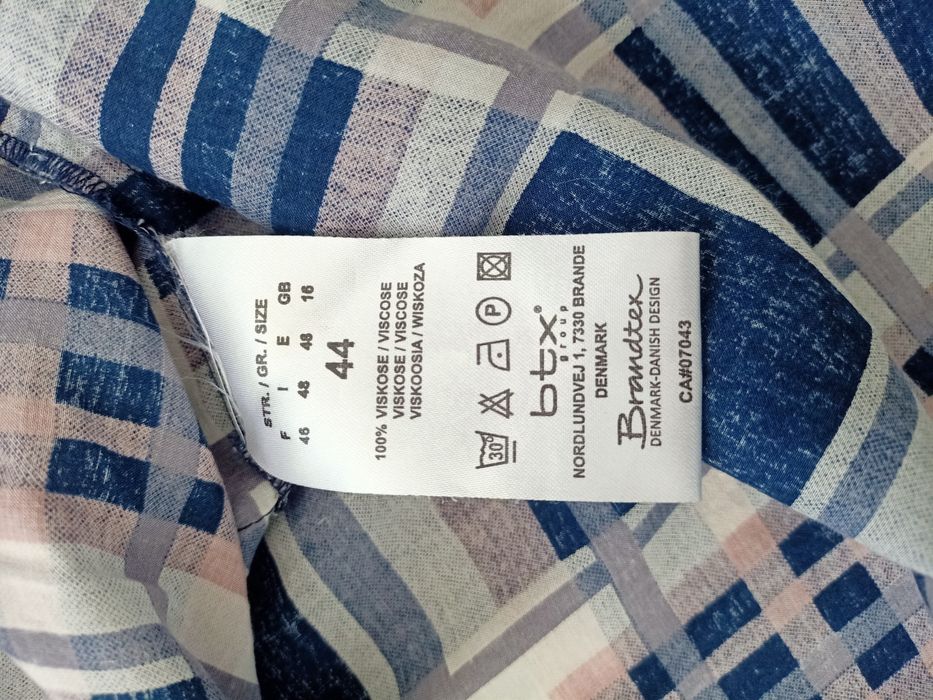 STR. / GR. / SIZE
F I E GB
46 48 48 16
44
100% VISKOSE / VISCOSE
VISKOSE / VISCOSE
VISKOOSIA / WISKOZA
30° P
btx®
group
NORDLUNDVEJ 1, 7330 BRANDE
DENMARK
Brandtex
DENMARK-DANISH DESIGN
CA#07043